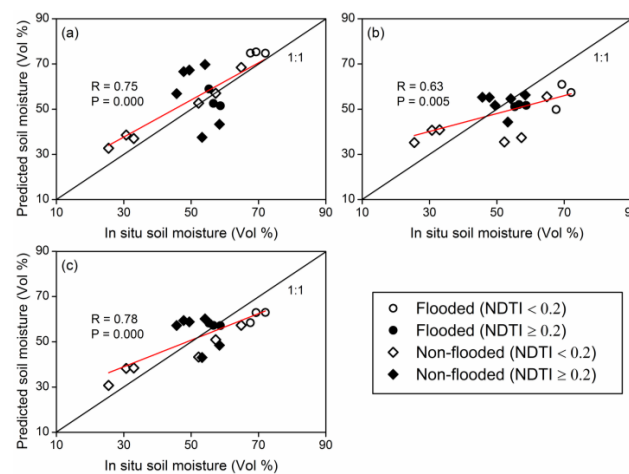 (a)
1:1
R = 0.75
P = 0.000
90
70
50
30
10
10 30 50 70 90
Predicted soil moisture (Vol %)
In situ soil moisture (Vol %)
(b)
1:1
R = 0.63
P = 0.005
90
70
50
30
10
10 30 50 70 90
Predicted soil moisture (Vol %)
In situ soil moisture (Vol %)
(c)
1:1
R = 0.78
P = 0.000
90
70
50
30
10
10 30 50 70 90
Predicted soil moisture (Vol %)
In situ soil moisture (Vol %)
Flooded (NDTI < 0.2)
Flooded (NDTI ≥ 0.2)
Non-flooded (NDTI < 0.2)
Non-flooded (NDTI ≥ 0.2)